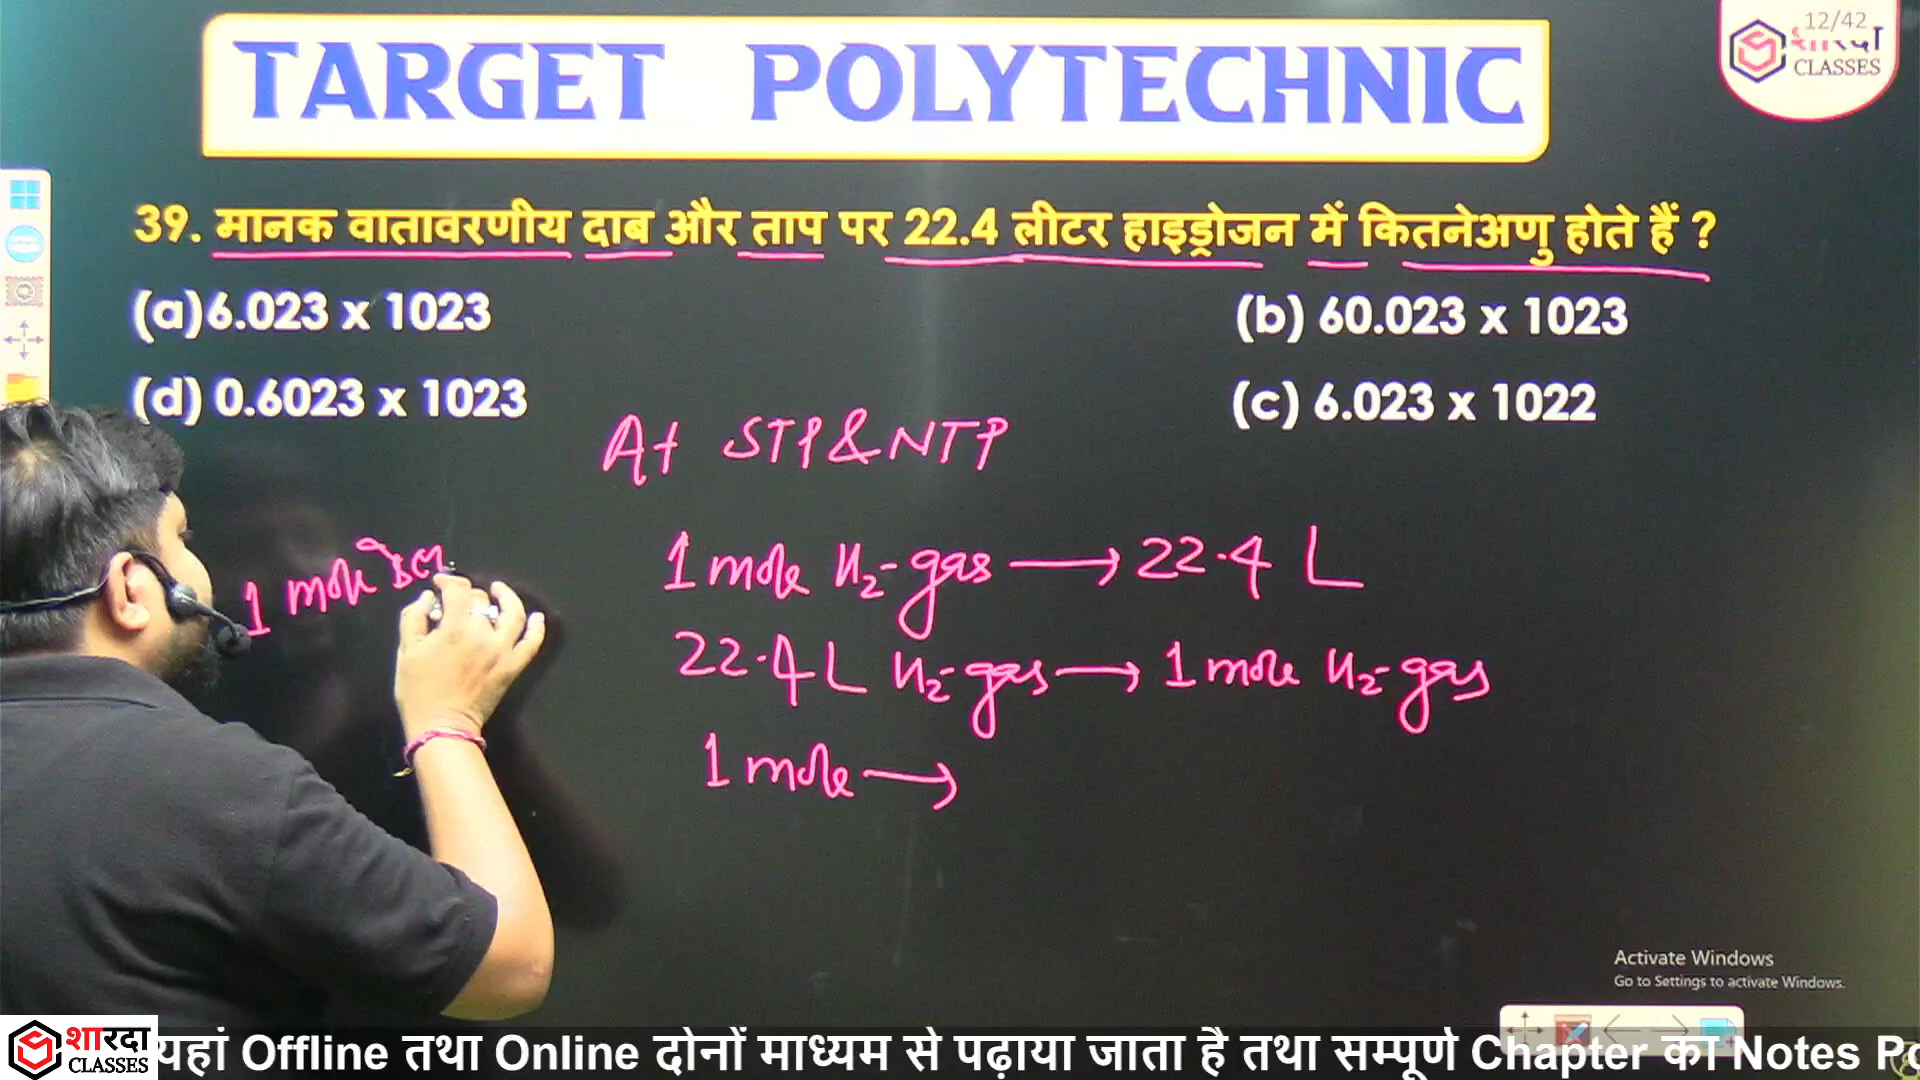 TARGET POLYTECHNIC
12/42
CLASSES
39. मानक वातावरणीय दाब और ताप पर 22.4 लीटर हाइड्रोजन में कितनेअणु होते हैं ?
(a)6.023 x 1023
(b) 60.023 x 1023
(d) 0.6023 x 1023
(c) 6.023 x 1022
At STP & NTP
1 mole
1 mole H₂-gas → 22.4 L
22.4 L H₂-gas → 1 mole H₂-gas
1 mole →
Activate Windows
Go to Settings to activate Windows.
शारदा
CLASSES
यहां Offline तथा Online दोनों माध्यम से पढ़ाया जाता है तथा सम्पूर्ण Chapter का Notes